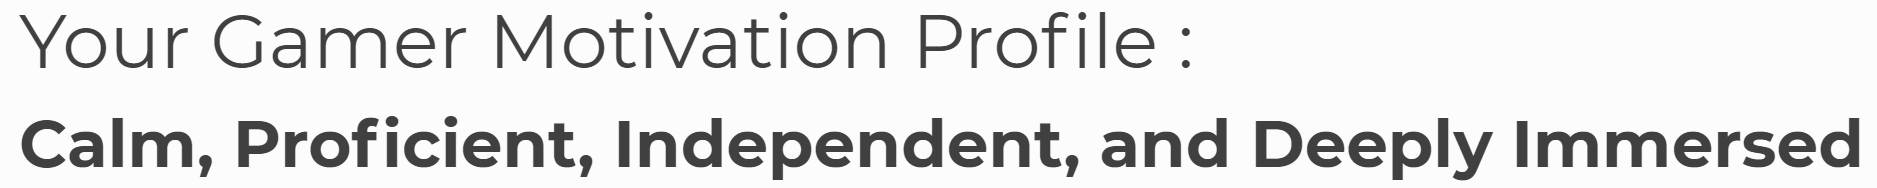 Your Gamer Motivation Profile :
Calm, Proficient, Independent, and Deeply Immersed